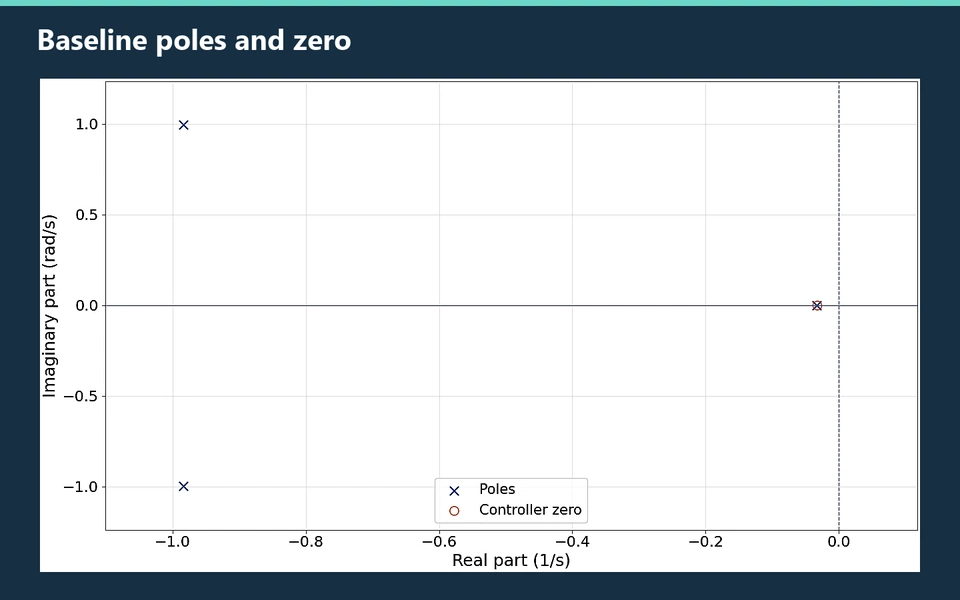 Baseline poles and zero
1.0
0.5
0.0
−0.5
−1.0
Imaginary part (rad/s)
Poles
Controller zero
−1.0 −0.8 −0.6 −0.4 −0.2 0.0
Real part (1/s)